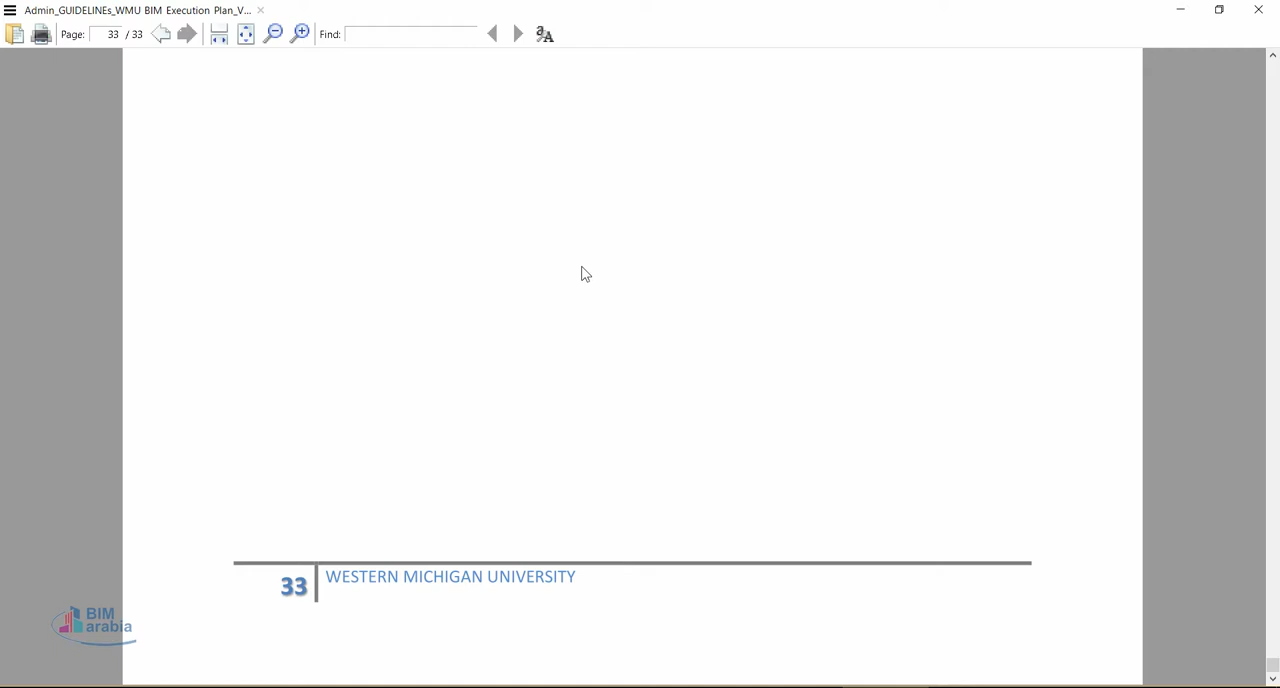 Admin_GUIDELINEs_WMU BIM Execution Plan_V...
Page: 33 / 33 Find:
33 WESTERN MICHIGAN UNIVERSITY
BIM
arabia